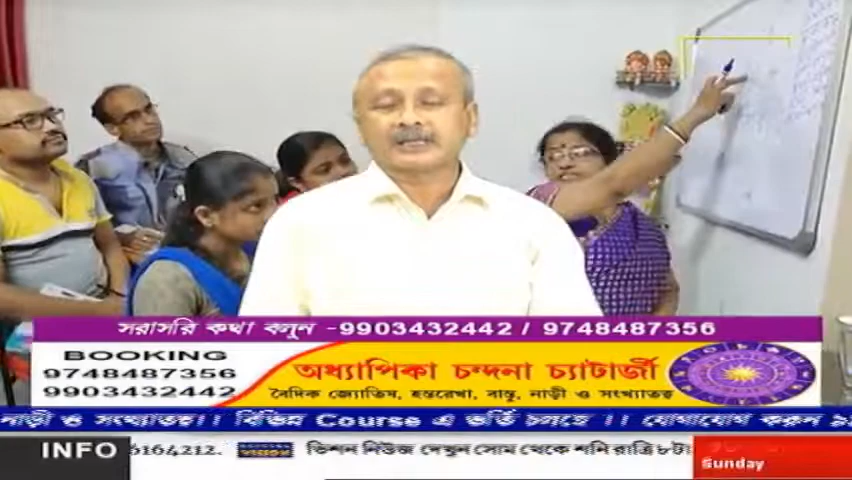 সরাসরি কথা বলুন -9903432442 / 9748487356
BOOKING
9748487356
9903432442
অধ্যাপিকা চন্দনা চ্যাটার্জী
বৈদিক জ্যোতিষ, হস্তরেখা, বাস্তু, নাড়ী ও সংখ্যাতত্ত্ব
নাড়ী ও সংখ্যাতত্ত্ব।। বিভিন্ন Course এ ভর্তি চলছে ।। যোগাযোগ করুন
INFO
6164212.
ভিশন নিউজ দেখুন সোম থেকে শনি রাত্রি ৮টা
Sunday